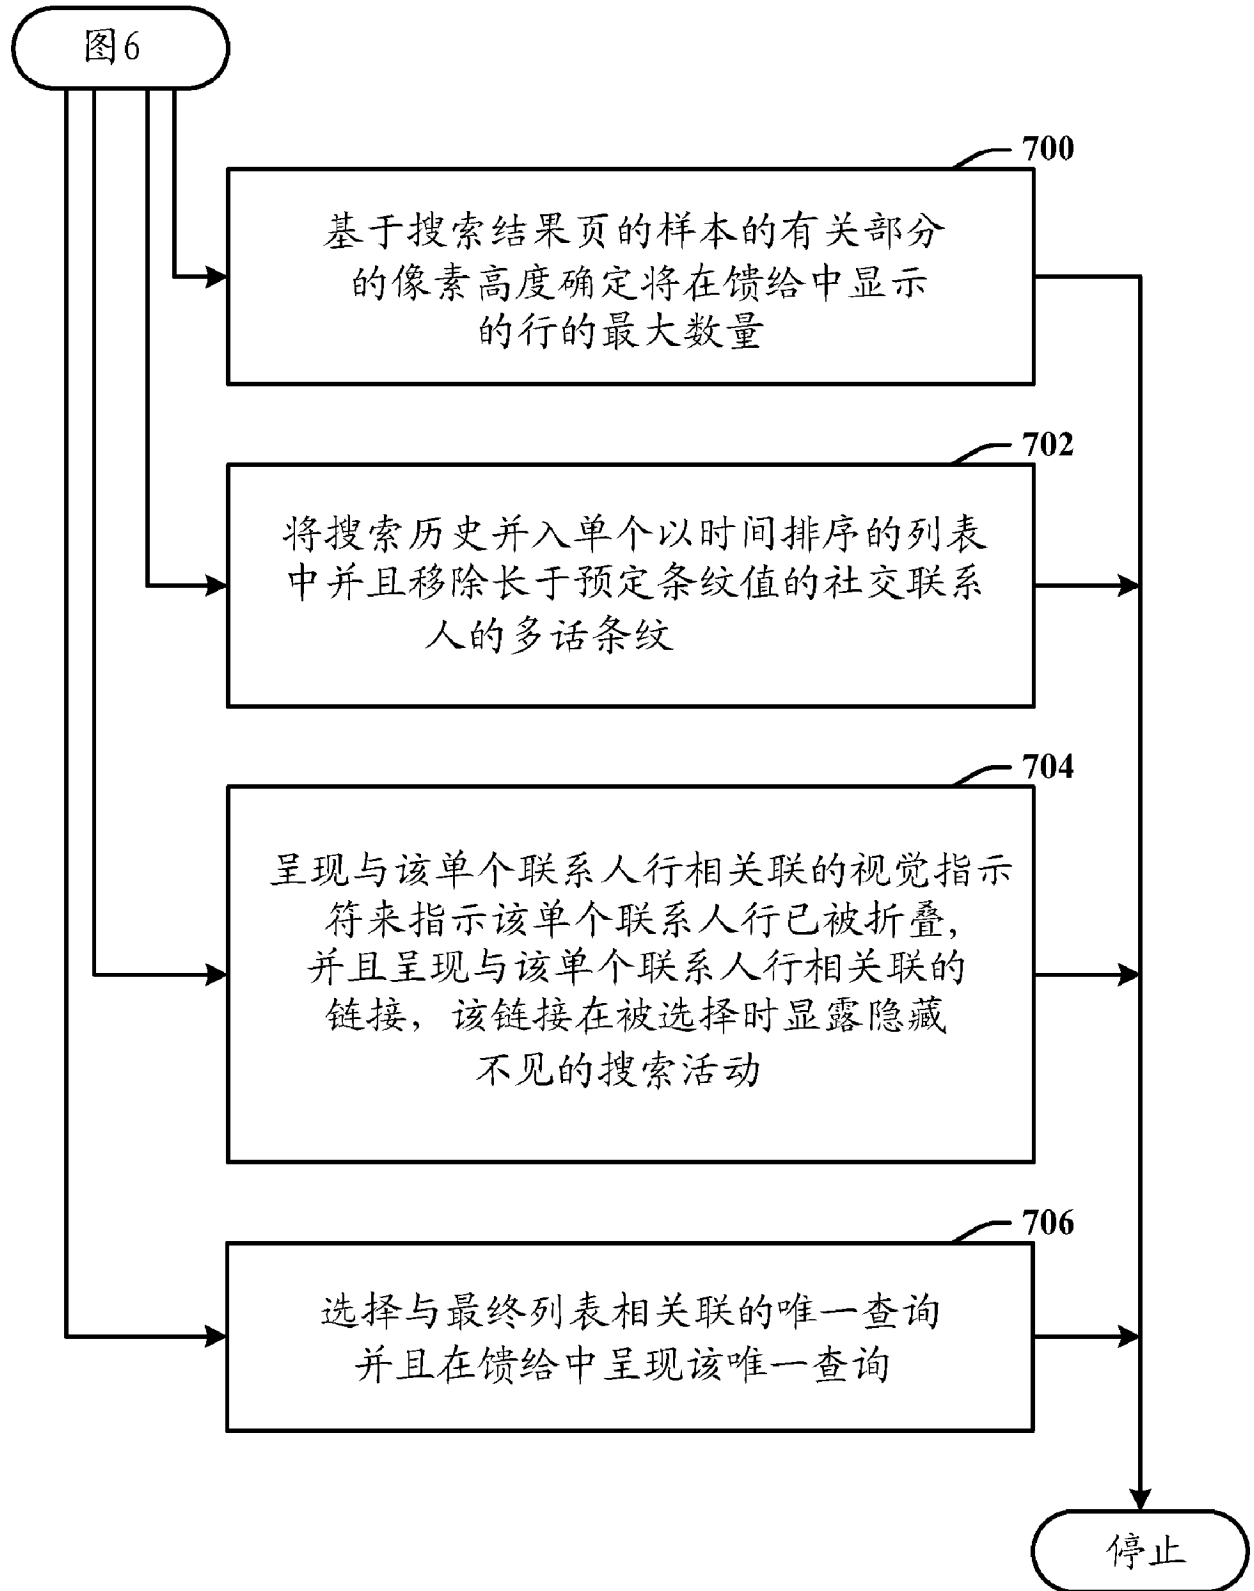 图6
700
基于搜索结果页的样本的有关部分
的像素高度确定将在馈给中显示
的行的最大数量
702
将搜索历史并入单个以时间排序的列表
中并且移除长于预定条纹值的社交联系
人的多话条纹
704
呈现与该单个联系人行相关联的视觉指示
符来指示该单个联系人行已被折叠,
并且呈现与该单个联系人行相关联的
链接, 该链接在被选择时显露隐藏
不见的搜索活动
706
选择与最终列表相关联的唯一查询
并且在馈给中呈现该唯一查询
停止